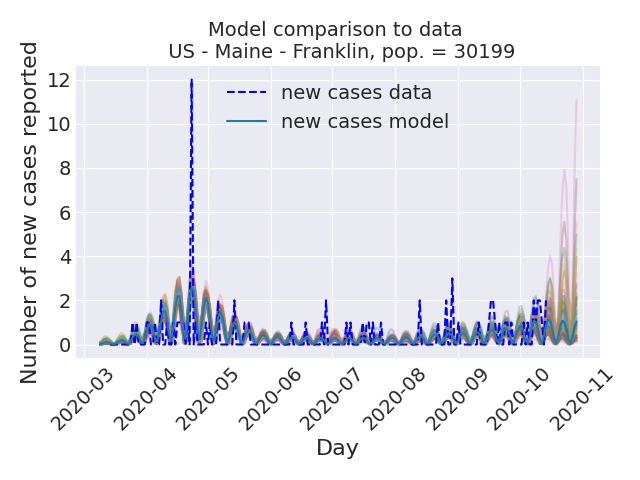 Model comparison to data
US - Maine - Franklin, pop. = 30199
Number of new cases reported
12
10
8
6
4
2
0
new cases data
new cases model
2020-03
2020-04
2020-05
2020-06
2020-07
2020-08
2020-09
2020-10
2020-11
Day